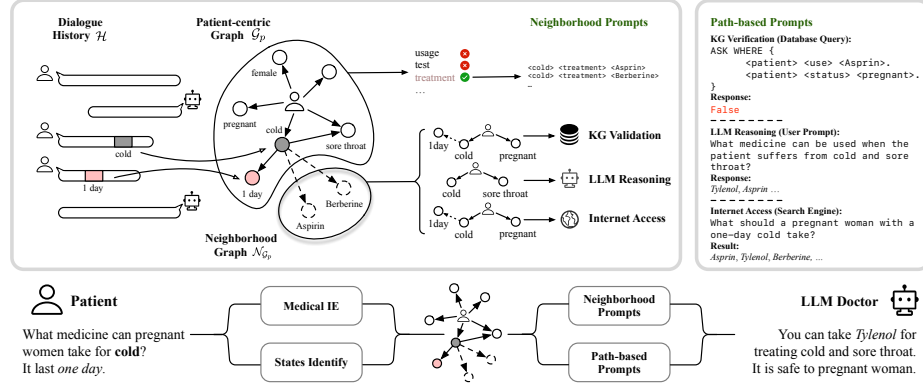 Dialogue
History H
Patient-centric
Graph G_p
Neighborhood Prompts
female
pregnant
cold
sore throat
1 day
cold
1 day
Berberine
Aspirin
Neighborhood
Graph N_{G_p}
usage
test
treatment
...
<cold> <treatment> <Asprin>
<cold> <treatment> <Berberine>
…
1day
cold
pregnant
KG Validation
cold
sore throat
LLM Reasoning
1day
cold
pregnant
Internet Access
Path-based Prompts
KG Verification (Database Query):
ASK WHERE {
<patient> <use> <Asprin>.
<patient> <status> <pregnant>.
}
Response:
False
LLM Reasoning (User Prompt):
What medicine can be used when the
patient suffers from cold and sore
throat?
Response:
Tylenol, Asprin ...
Internet Access (Search Engine):
What should a pregnant woman with a
one-day cold take?
Result:
Asprin, Tylenol, Berberine, ...
Patient
What medicine can pregnant
women take for cold?
It last one day.
Medical IE
States Identify
Neighborhood
Prompts
Path-based
Prompts
LLM Doctor
You can take Tylenol for
treating cold and sore throat.
It is safe to pregnant woman.